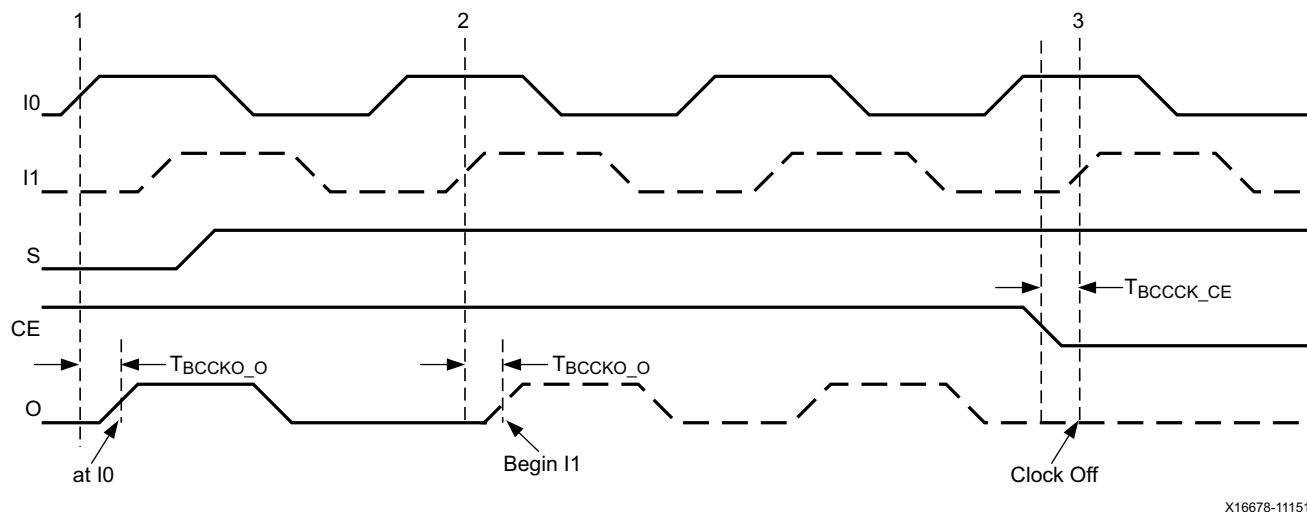 1 2 3
I0
I1
S
TBCCCK_CE
CE
TBCCKO_O TBCCKO_O
O
at I0 Begin I1 Clock Off
X16678-11151